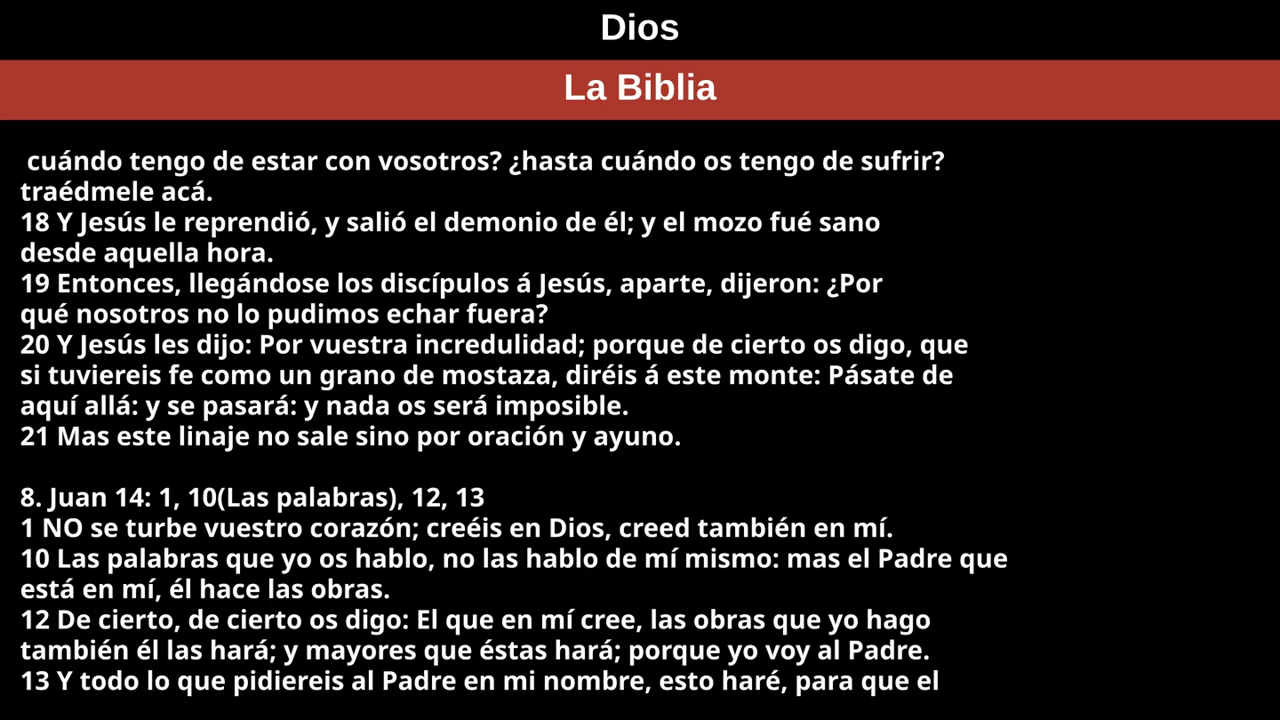 Dios
La Biblia
cuándo tengo de estar con vosotros? ¿hasta cuándo os tengo de sufrir?
traédmele acá.
18 Y Jesús le reprendió, y salió el demonio de él; y el mozo fué sano
desde aquella hora.
19 Entonces, llegándose los discípulos á Jesús, aparte, dijeron: ¿Por
qué nosotros no lo pudimos echar fuera?
20 Y Jesús les dijo: Por vuestra incredulidad; porque de cierto os digo, que
si tuviereis fe como un grano de mostaza, diréis á este monte: Pásate de
aquí allá: y se pasará: y nada os será imposible.
21 Mas este linaje no sale sino por oración y ayuno.
8. Juan 14: 1, 10(Las palabras), 12, 13
1 NO se turbe vuestro corazón; creéis en Dios, creed también en mí.
10 Las palabras que yo os hablo, no las hablo de mí mismo: mas el Padre que
está en mí, él hace las obras.
12 De cierto, de cierto os digo: El que en mí cree, las obras que yo hago
también él las hará; y mayores que éstas hará; porque yo voy al Padre.
13 Y todo lo que pidiereis al Padre en mi nombre, esto haré, para que el